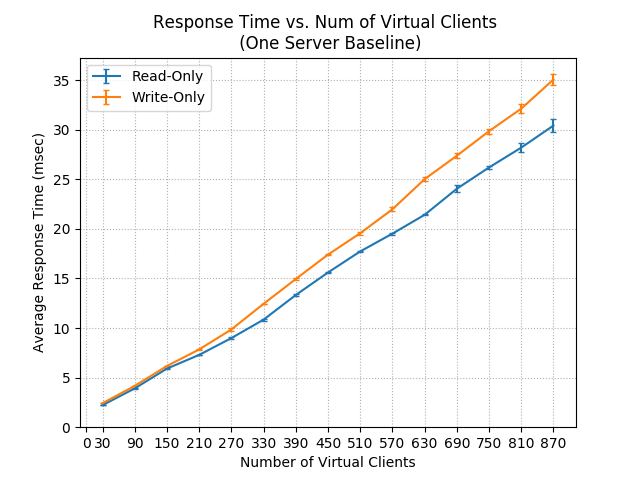 Response Time vs. Num of Virtual Clients
(One Server Baseline)
Read-Only
Write-Only
Average Response Time (msec)
35
30
25
20
15
10
5
0
0 30 90 150 210 270 330 390 450 510 570 630 690 750 810 870
Number of Virtual Clients